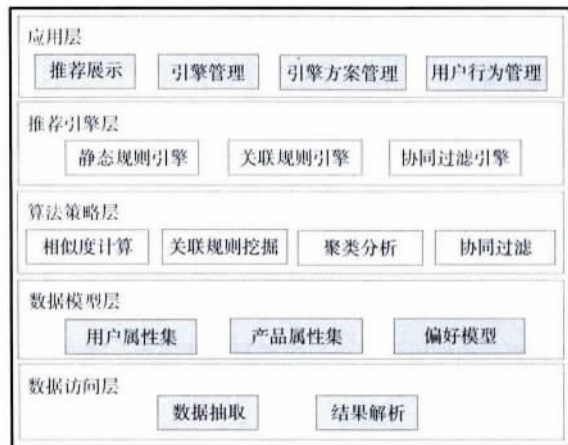 应用层
推荐展示 引擎管理 引擎方案管理 用户行为管理
推荐引擎层
静态规则引擎 关联规则引擎 协同过滤引擎
算法策略层
相似度计算 关联规则挖掘 聚类分析 协同过滤
数据模型层
用户属性集 产品属性集 偏好模型
数据访问层
数据抽取 结果解析